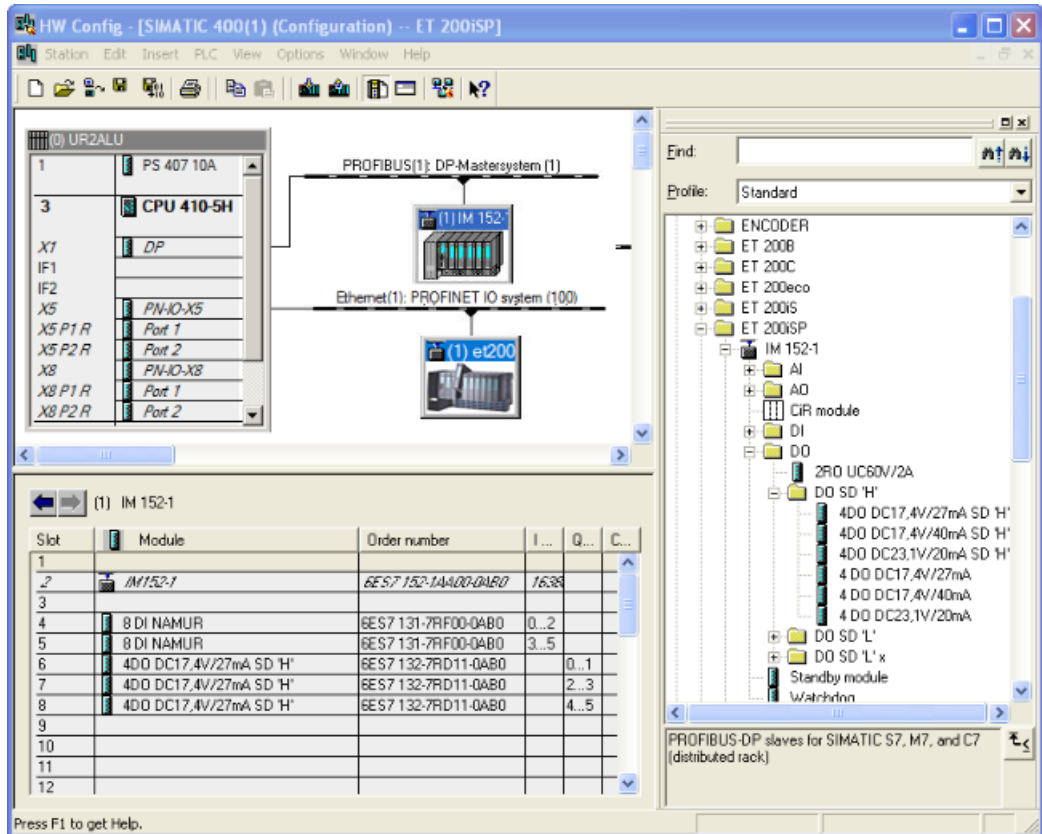 HW Config - [SIMATIC 400(1) (Configuration) -- ET 200iSP]
Station Edit Insert PLC View Options Window Help
(0) UR2ALU
1 PS 407 10A
3 CPU 410-5H
X1 DP
IF1
IF2
X5 PN-IO-X5
X5 P1 R Port 1
X5 P2 R Port 2
X8 PN-IO-X8
X8 P1 R Port 1
X8 P2 R Port 2
PROFIBUS(1): DP-Mastersystem (1)
(1) IM 152-1
Ethernet(1): PROFINET IO system (100)
(1) et200
(1) IM 152-1
Slot Module Order number I ... Q... C...
1
2 IM152-1 6ES7 152-1AA00-0AB0 1638
3
4 8 DI NAMUR 6ES7 131-7RF00-0AB0 0...2
5 8 DI NAMUR 6ES7 131-7RF00-0AB0 3...5
6 4DO DC17,4V/27mA SD 'H' 6ES7 132-7RD11-0AB0 0...1
7 4DO DC17,4V/27mA SD 'H' 6ES7 132-7RD11-0AB0 2...3
8 4DO DC17,4V/27mA SD 'H' 6ES7 132-7RD11-0AB0 4...5
9
10
11
12
Find:
Profile: Standard
ENCODER
ET 200B
ET 200C
ET 200eco
ET 200iS
ET 200iSP
IM 152-1
AI
AO
CiR module
DI
DO
2RO UC60V/2A
DO SD 'H'
4DO DC17,4V/27mA SD 'H'
4DO DC17,4V/40mA SD 'H'
4DO DC23,1V/20mA SD 'H'
4 DO DC17,4V/27mA
4 DO DC17,4V/40mA
4 DO DC23,1V/20mA
DO SD 'L'
DO SD 'L' x
Standby module
Watchdog
PROFIBUS-DP slaves for SIMATIC S7, M7, and C7
(distributed rack)
Press F1 to get Help.